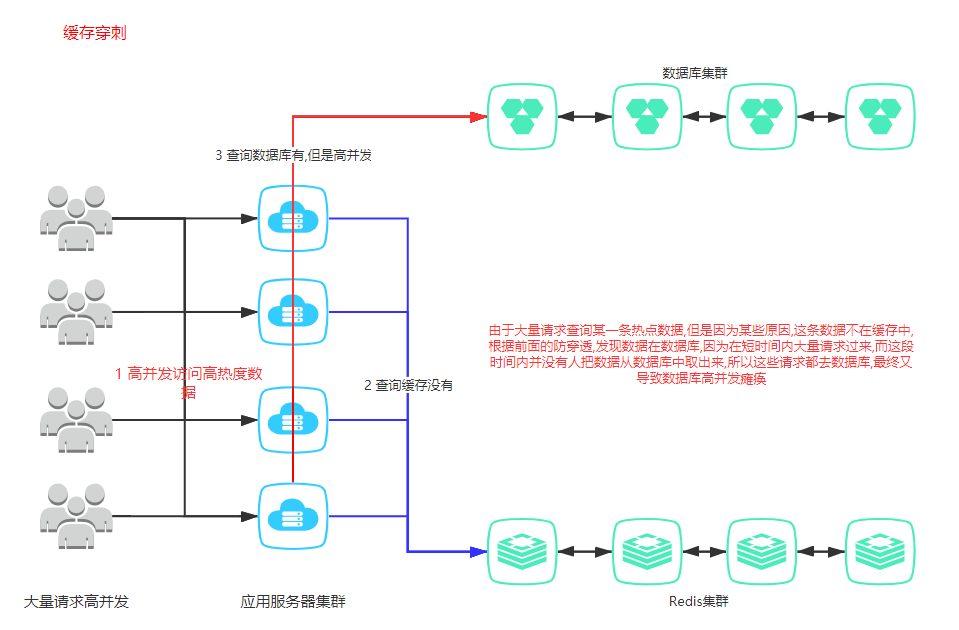 缓存穿刺
数据库集群
3 查询数据库有,但是高并发
由于大量请求查询某一条热点数据,但是因为某些原因,这条数据不在缓存中,
根据前面的防穿透,发现数据在数据库,因为在短时间内大量请求过来,而这段
时间内并没有人把数据从数据库中取出来,所以这些请求都去数据库,最终又
导致数据库高并发瘫痪
1 高并发访问高热度数
据
2 查询缓存没有
大量请求高并发
应用服务器集群
Redis集群